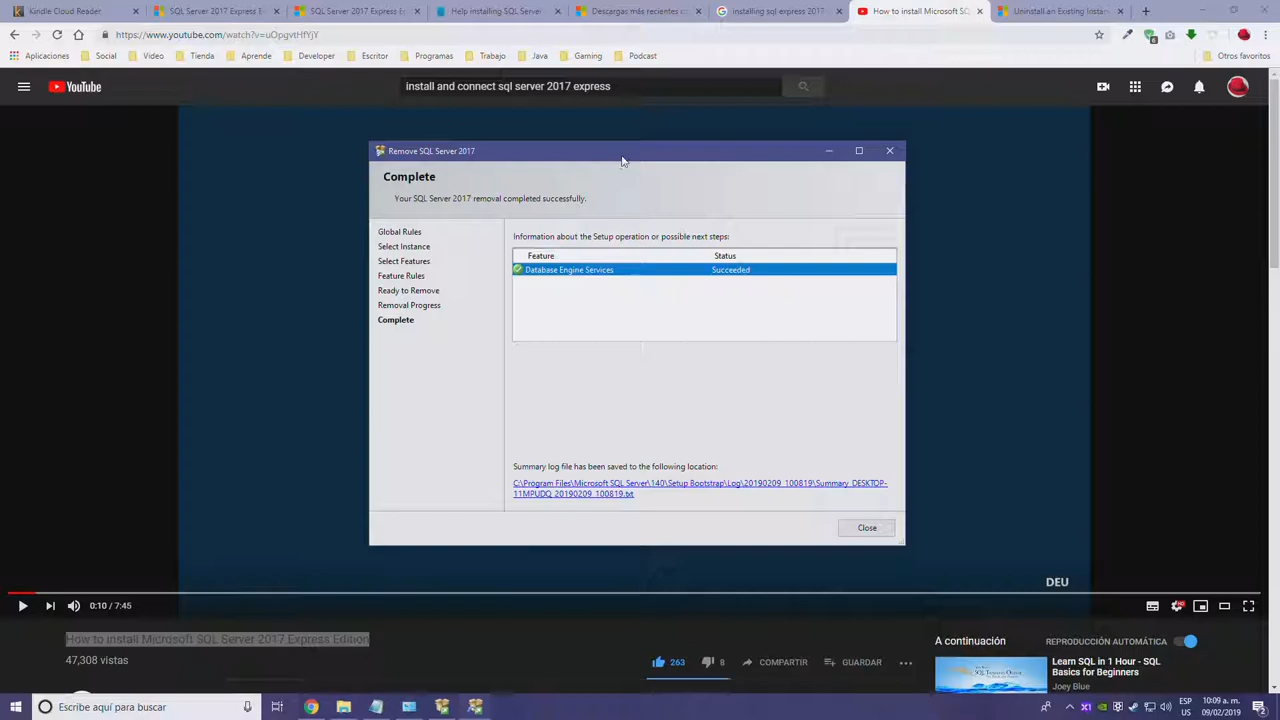 Kindle Cloud Reader
SQL Server 2017 Express E
SQL Server 2017 Express Ec
Help installing SQL Server
Descargas más recientes c
installing sql express 2017
How to install Microsoft SQ
Uninstall an Existing Instanc
https://www.youtube.com/watch?v=uOpgvtHfYjY
Aplicaciones Social Video Tienda Aprende Developer Escritor Programas Trabajo Java Gaming Podcast Otros favoritos
YouTube
install and connect sql server 2017 express
Remove SQL Server 2017
Complete
Your SQL Server 2017 removal completed successfully.
Global Rules
Select Instance
Select Features
Feature Rules
Ready to Remove
Removal Progress
Complete
Information about the Setup operation or possible next steps:
Feature Status
Database Engine Services Succeeded
Summary log file has been saved to the following location:
C:\Program Files\Microsoft SQL Server\140\Setup Bootstrap\Log\20190209_100819\Summary_DESKTOP-
11MPUDQ_20190209_100819.txt
Close
DEU
0:10 / 7:45
How to install Microsoft SQL Server 2017 Express Edition
47,308 vistas
263 8 COMPARTIR GUARDAR
A continuación REPRODUCCIÓN AUTOMÁTICA
Learn SQL in 1 Hour - SQL
Basics for Beginners
Joey Blue
Escribe aquí para buscar
ESP
US
10:09 a. m.
09/02/2019
2